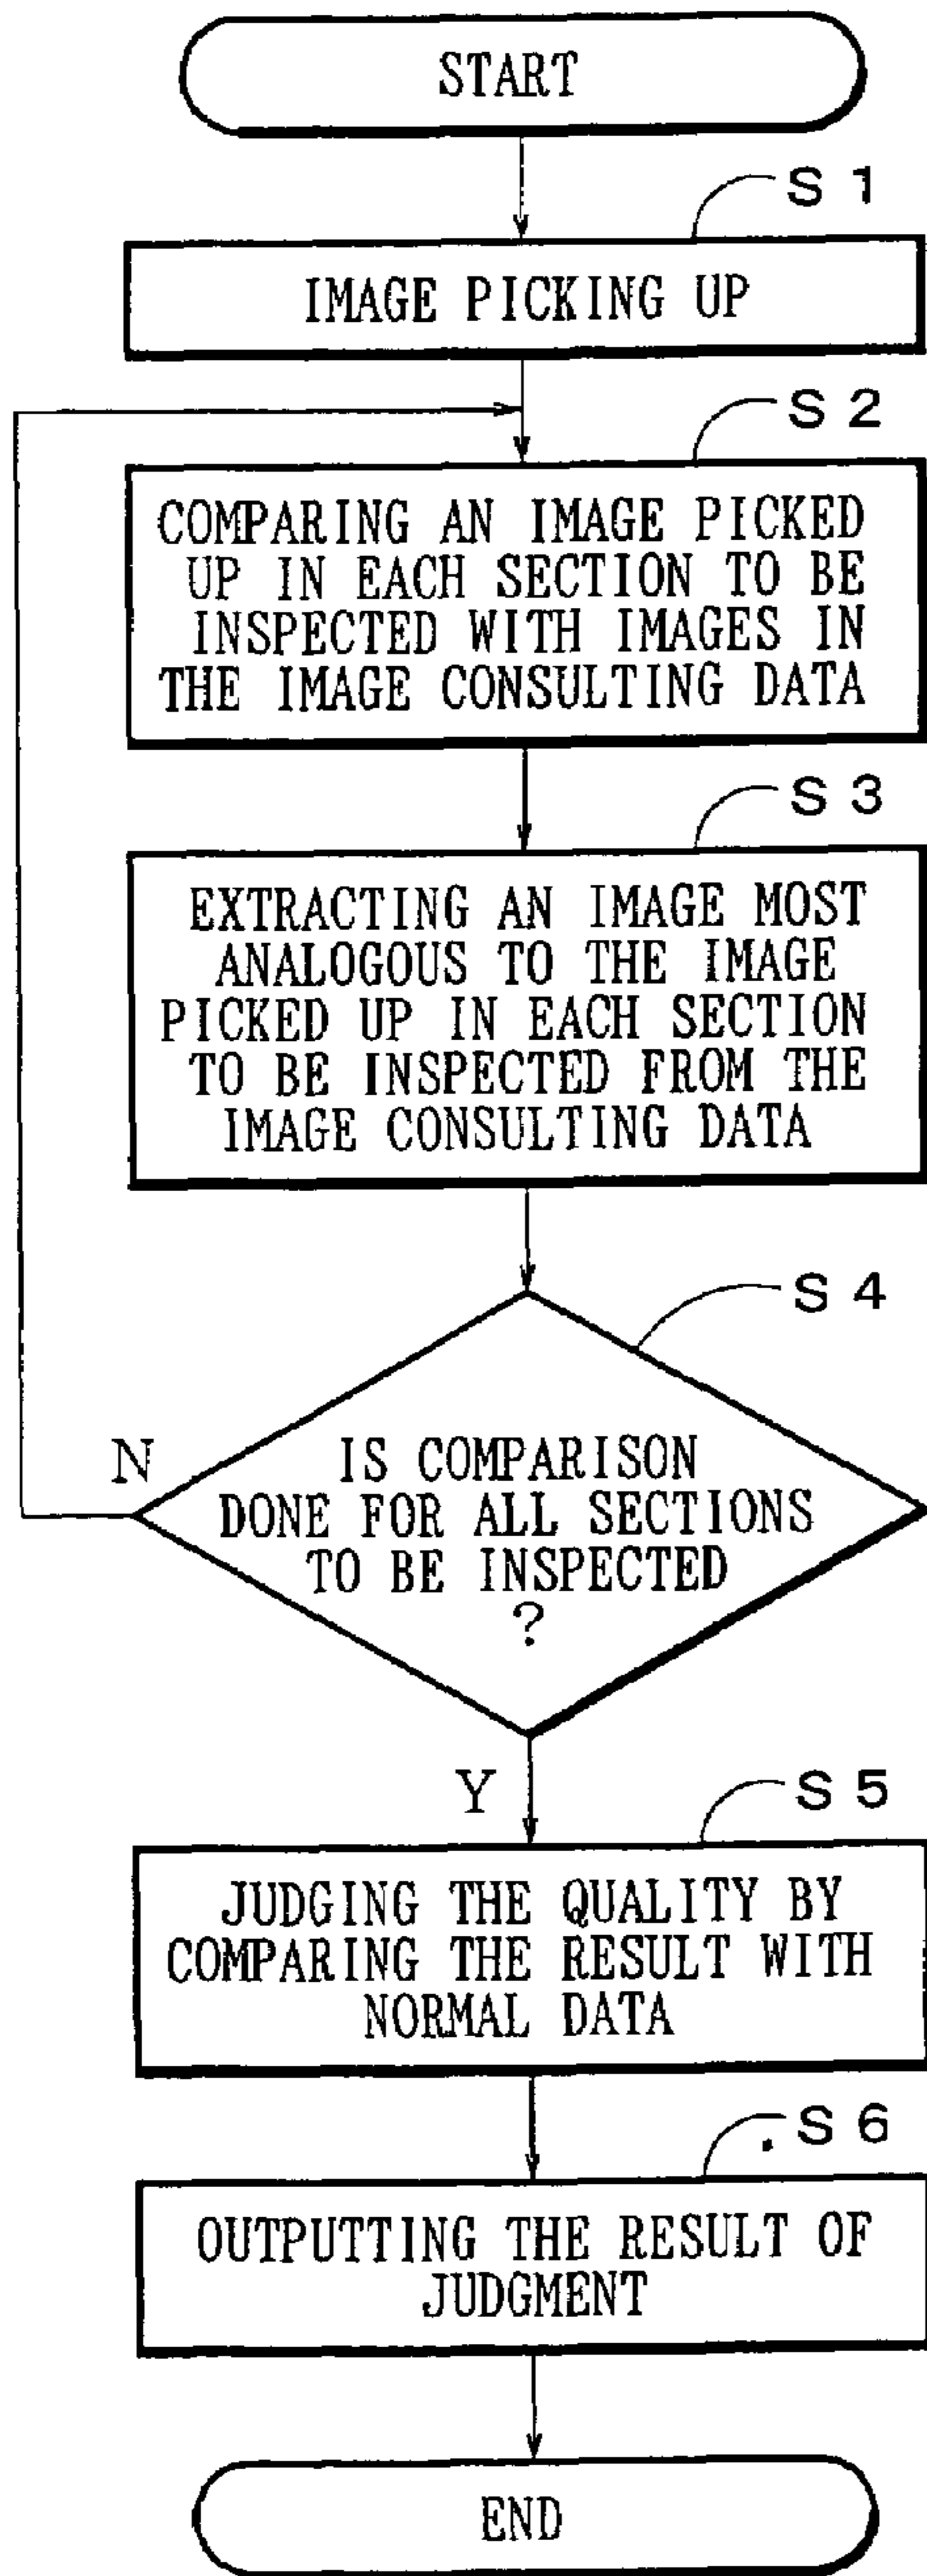 START
S 1
IMAGE PICKING UP
S 2
COMPARING AN IMAGE PICKED
UP IN EACH SECTION TO BE
INSPECTED WITH IMAGES IN
THE IMAGE CONSULTING DATA
S 3
EXTRACTING AN IMAGE MOST
ANALOGOUS TO THE IMAGE
PICKED UP IN EACH SECTION
TO BE INSPECTED FROM THE
IMAGE CONSULTING DATA
S 4
N
IS COMPARISON
DONE FOR ALL SECTIONS
TO BE INSPECTED
?
Y
S 5
JUDGING THE QUALITY BY
COMPARING THE RESULT WITH
NORMAL DATA
S 6
OUTPUTTING THE RESULT OF
JUDGMENT
END